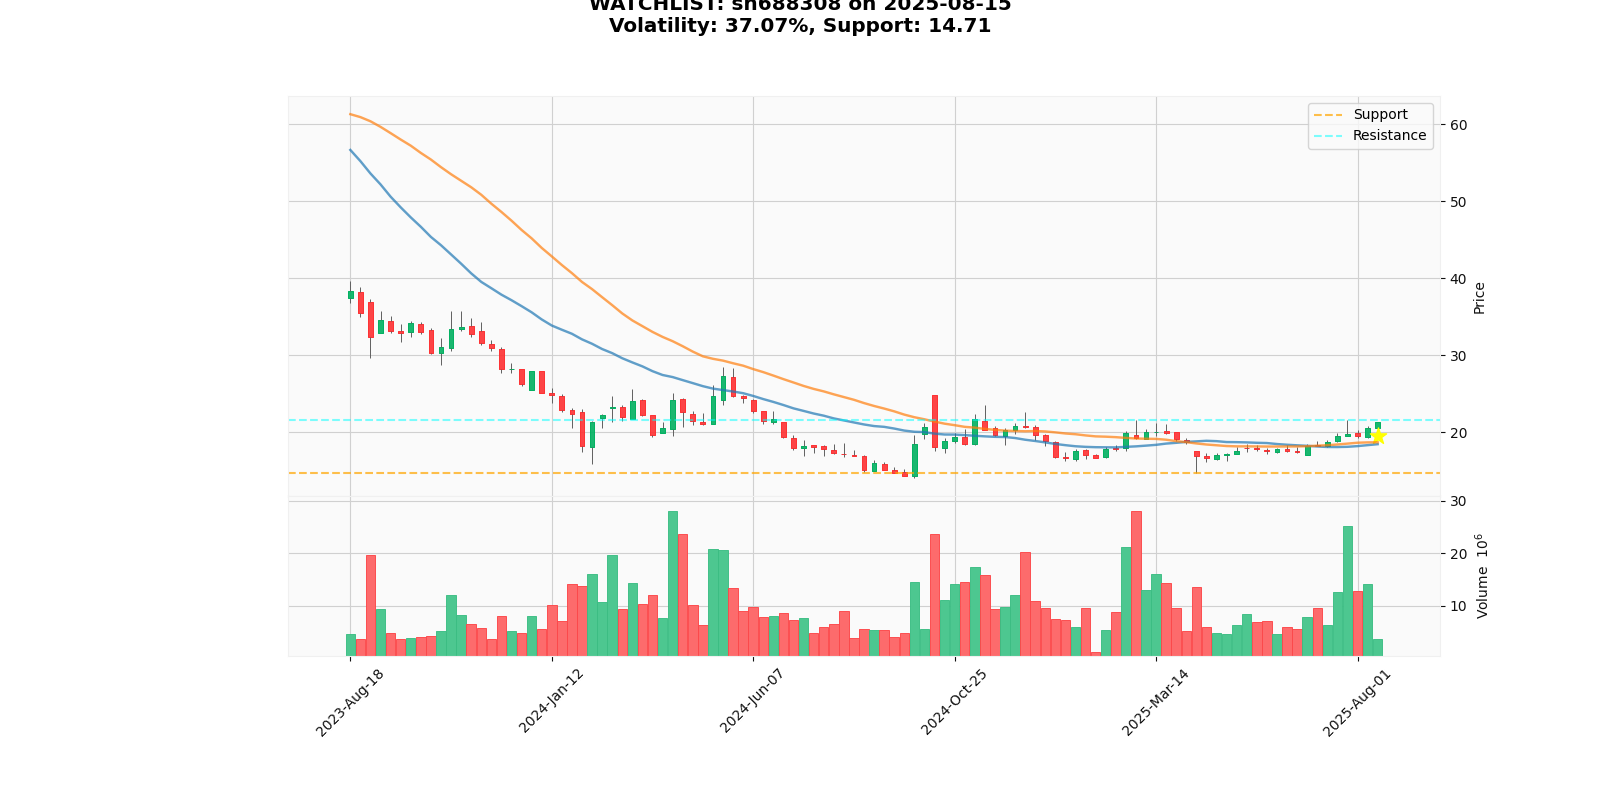 WATCHLIST: sh688308 on 2025-08-15
Volatility: 37.07%, Support: 14.71
Support
Resistance
60
50
40
30
20
Price
30
20
10
Volume 10^6
2023-Aug-18
2024-Jan-12
2024-Jun-07
2024-Oct-25
2025-Mar-14
2025-Aug-01